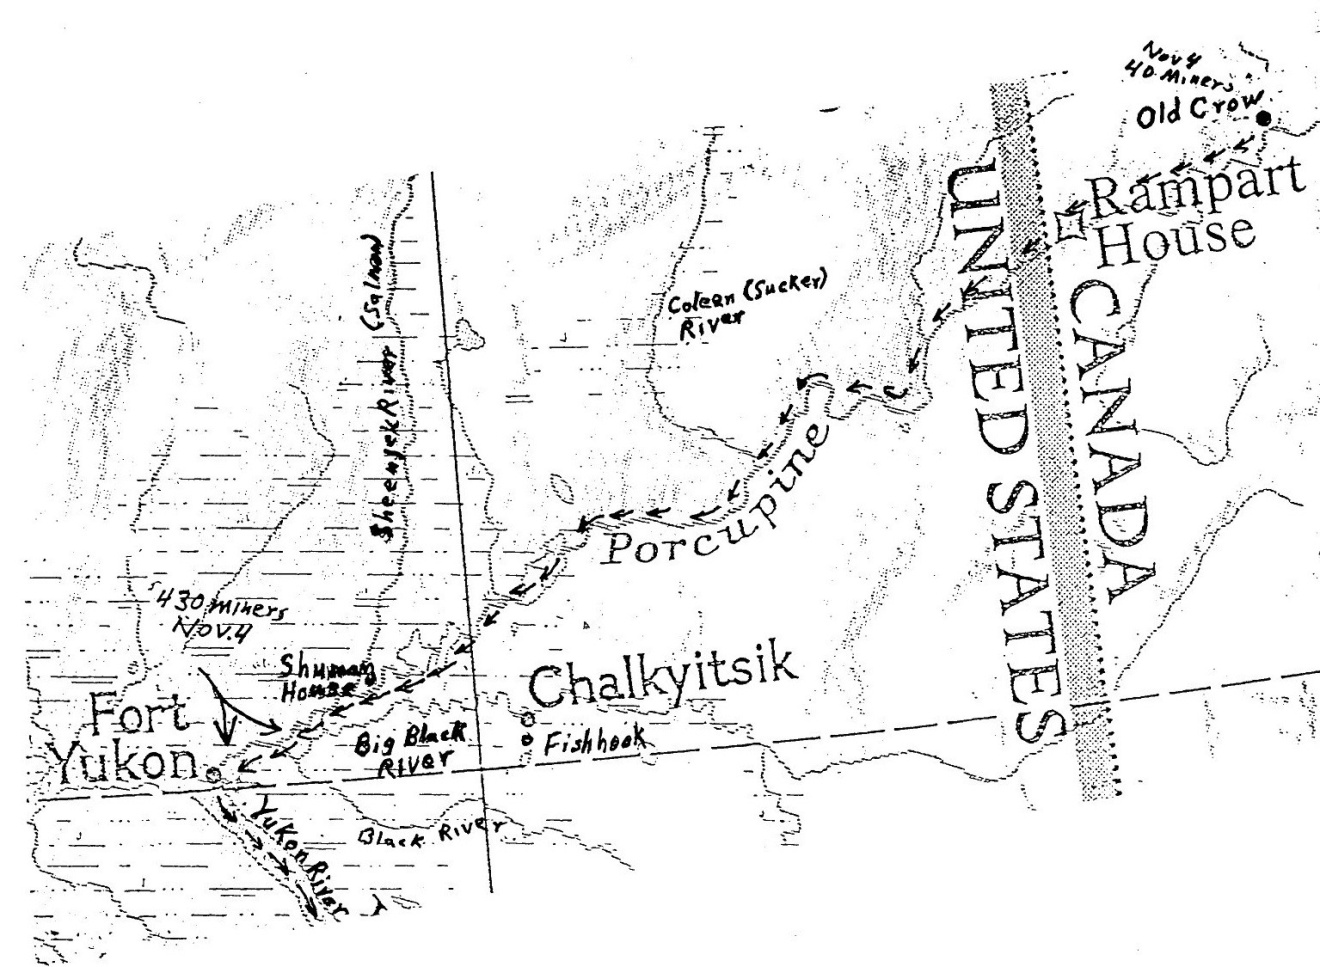 Nov 4
40 Miners
Old Crow
Rampart
House
UNITED STATES
CANADA
Colean (Sucker)
River
Sheenjek River (Salmon)
Porcupine
430 miners
Nov. 4
Shuman
House
Fort
Yukon
Chalkyitsik
Fishhook
Big Black
River
Black River
Yukon River